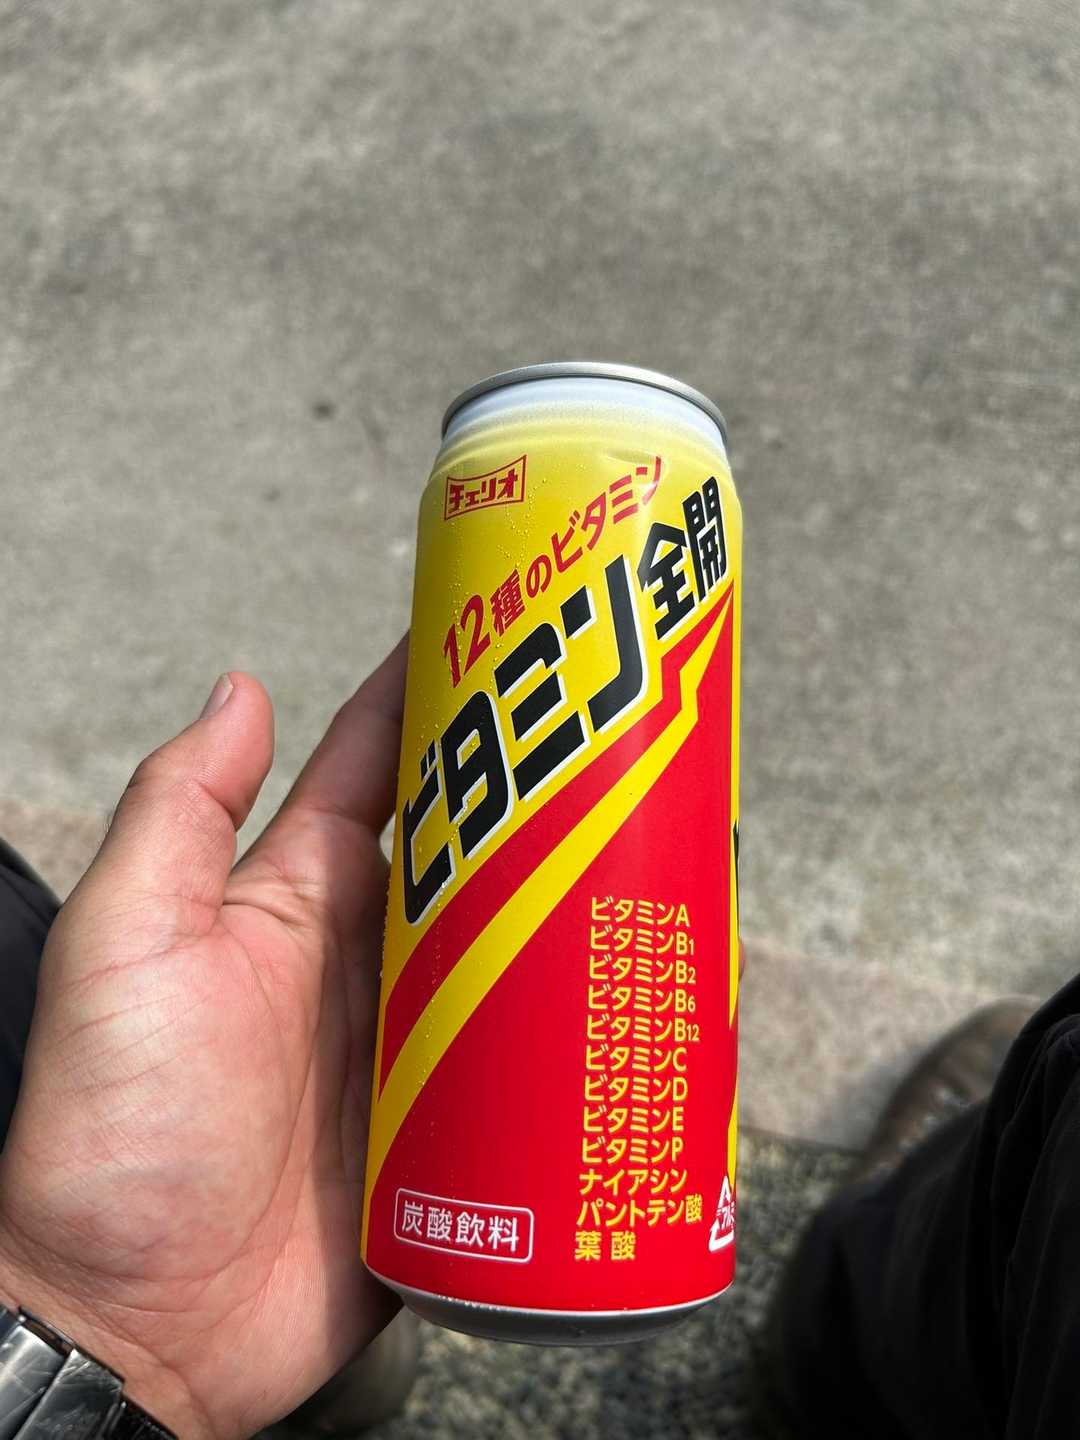 チェリオ
12種のビタミン
ビタミン全開
ビタミンA
ビタミンB1
ビタミンB2
ビタミンB6
ビタミンB12
ビタミンC
ビタミンD
ビタミンE
ビタミンP
ナイアシン
パントテン酸
葉酸
炭酸飲料